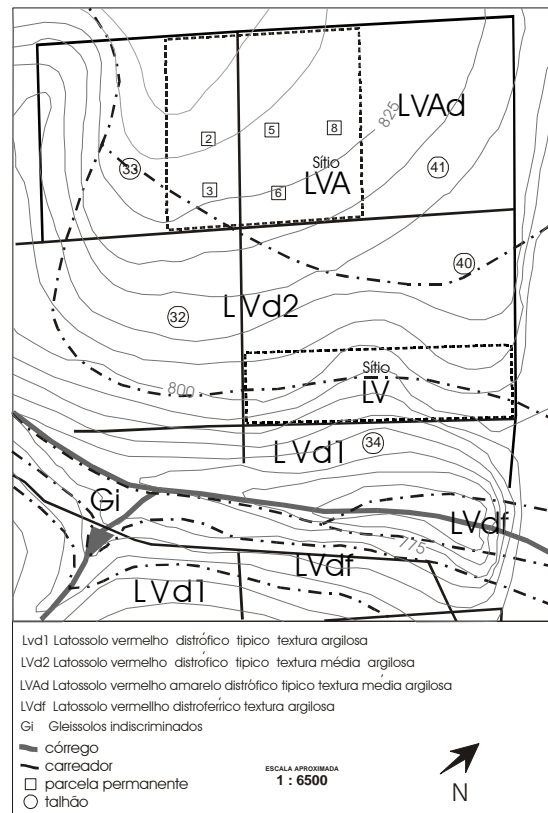 825
LVAd
2
5
8
Sítio
LVA
33
41
3
6
40
32
LVd2
Sítio
800
LV
34
LVd1
Gi
LVdf
775
LVdf
LVd1
Lvd1 Latossolo vermelho distrófico típico textura argilosa
LVd2 Latossolo vermelho distrofico tipico textura média argilosa
LVAd Latossolo vermelho amarelo distrófico tipico textura média argilosa
LVdf Latossolo vermellho distroferrico textura argilosa
Gi Gleissolos indiscriminados
córrego
carreador
parcela permanente
talhão
ESCALA APROXIMADA
1 : 6500
N